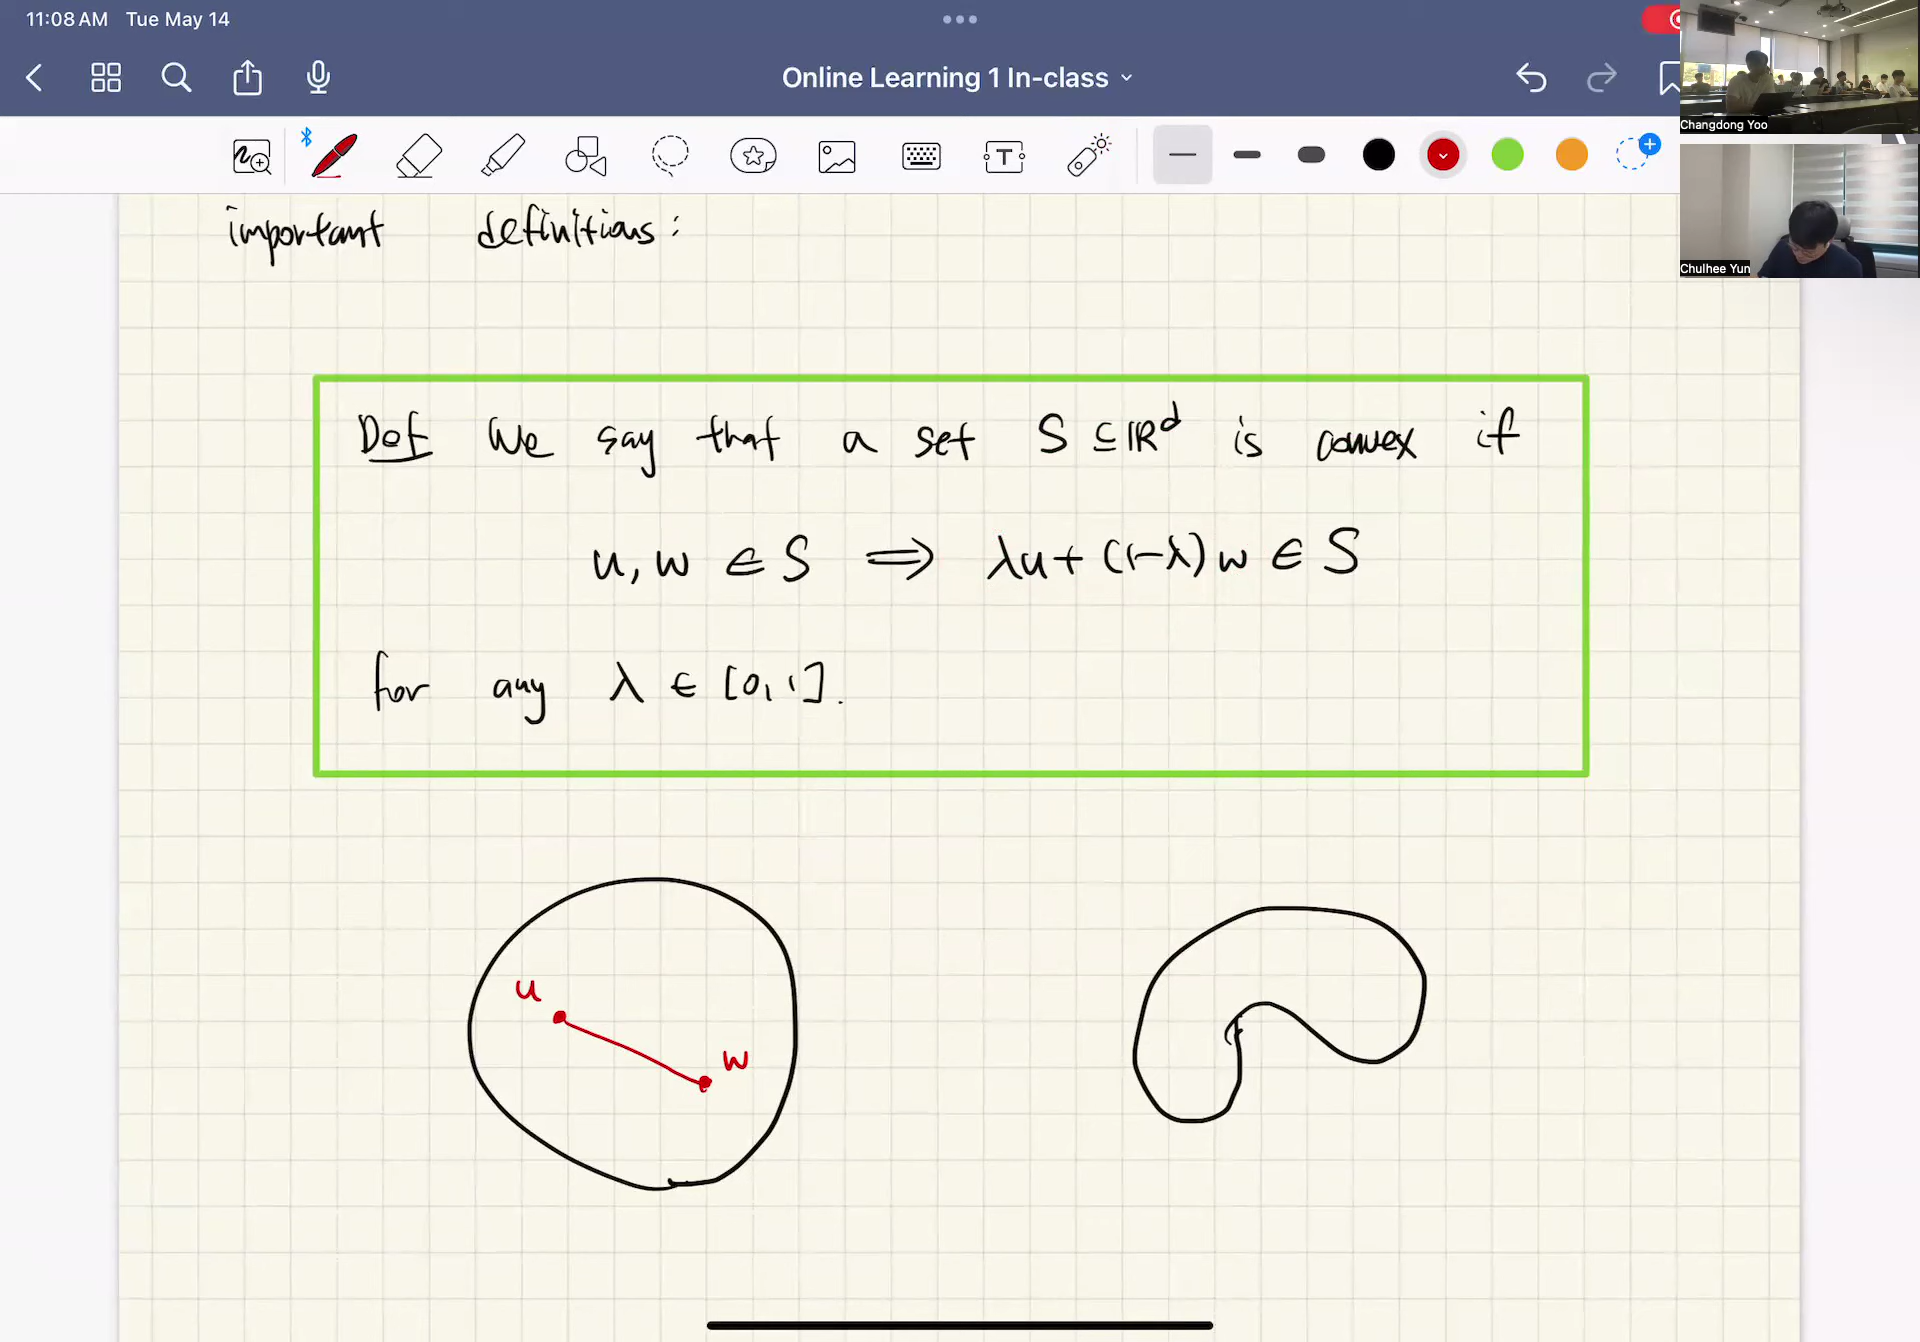 11:08 AM Tue May 14
Online Learning 1 In-class
Changdong Yoo
Chulhee Yun
important definitions:
Def We say that a set S ⊆ ℝᵈ is convex if
u, w ∈ S ⟹ λu + (1-λ) w ∈ S
for any λ ∈ [0, 1].
u
w